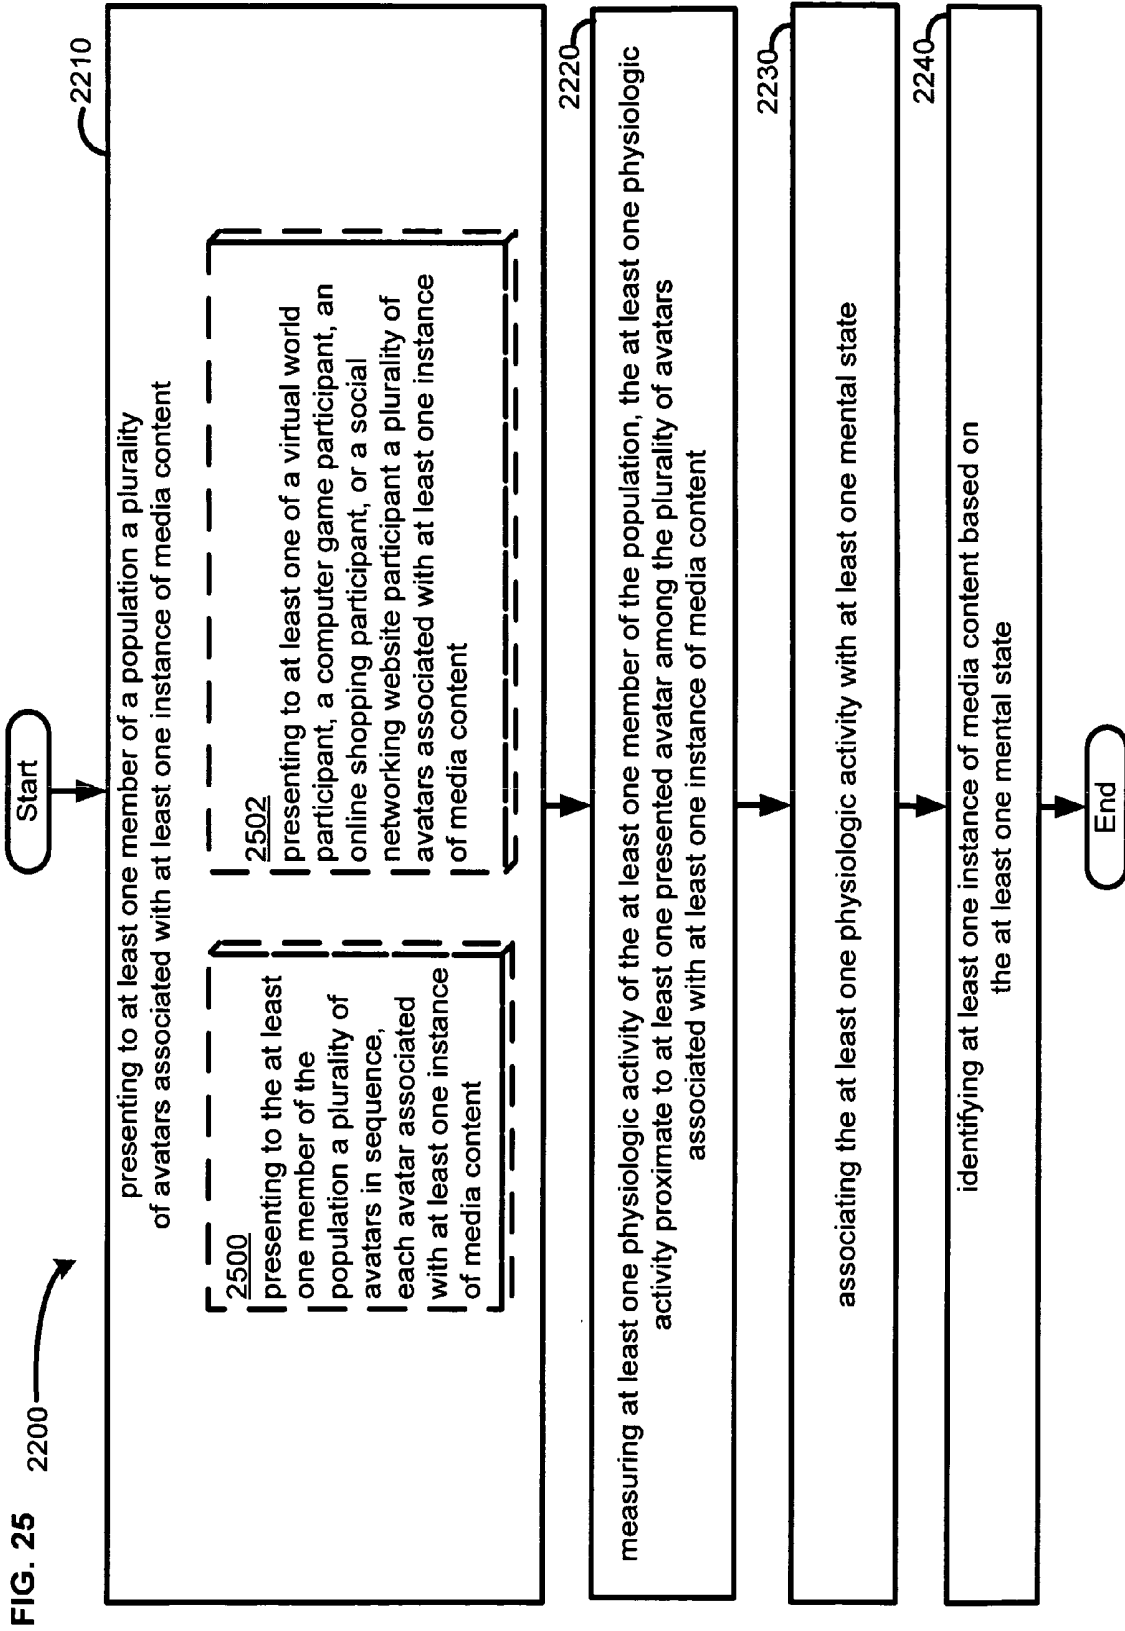 FIG. 25
2200
Start
2210
presenting to at least one member of a population a plurality
of avatars associated with at least one instance of media content
2500
presenting to the at least
one member of the
population a plurality of
avatars in sequence,
each avatar associated
with at least one instance
of media content
2502
presenting to at least one of a virtual world
participant, a computer game participant, an
online shopping participant, or a social
networking website participant a plurality of
avatars associated with at least one instance
of media content
2220
measuring at least one physiologic activity of the at least one member of the population, the at least one physiologic
activity proximate to at least one presented avatar among the plurality of avatars
associated with at least one instance of media content
2230
associating the at least one physiologic activity with at least one mental state
2240
identifying at least one instance of media content based on
the at least one mental state
End